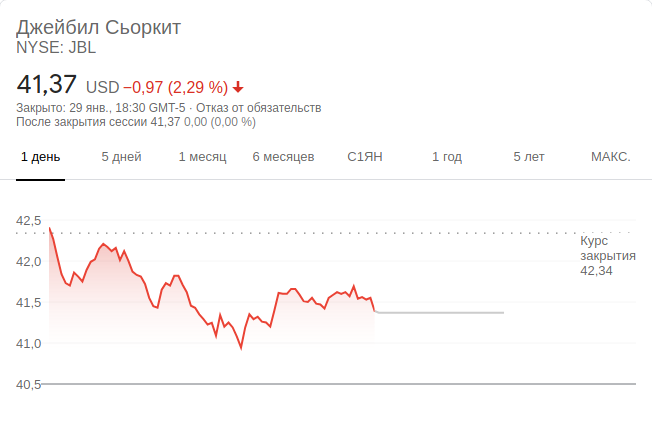 Джейбил Сьоркит
NYSE: JBL
41,37 USD −0,97 (2,29 %)
Закрыто: 29 янв., 18:30 GMT-5 · Отказ от обязательств
После закрытия сессии 41,37 0,00 (0,00 %)
1 день 5 дней 1 месяц 6 месяцев С1ЯН 1 год 5 лет МАКС.
42,5
Курс
закрытия
42,34
42,0
41,5
41,0
40,5